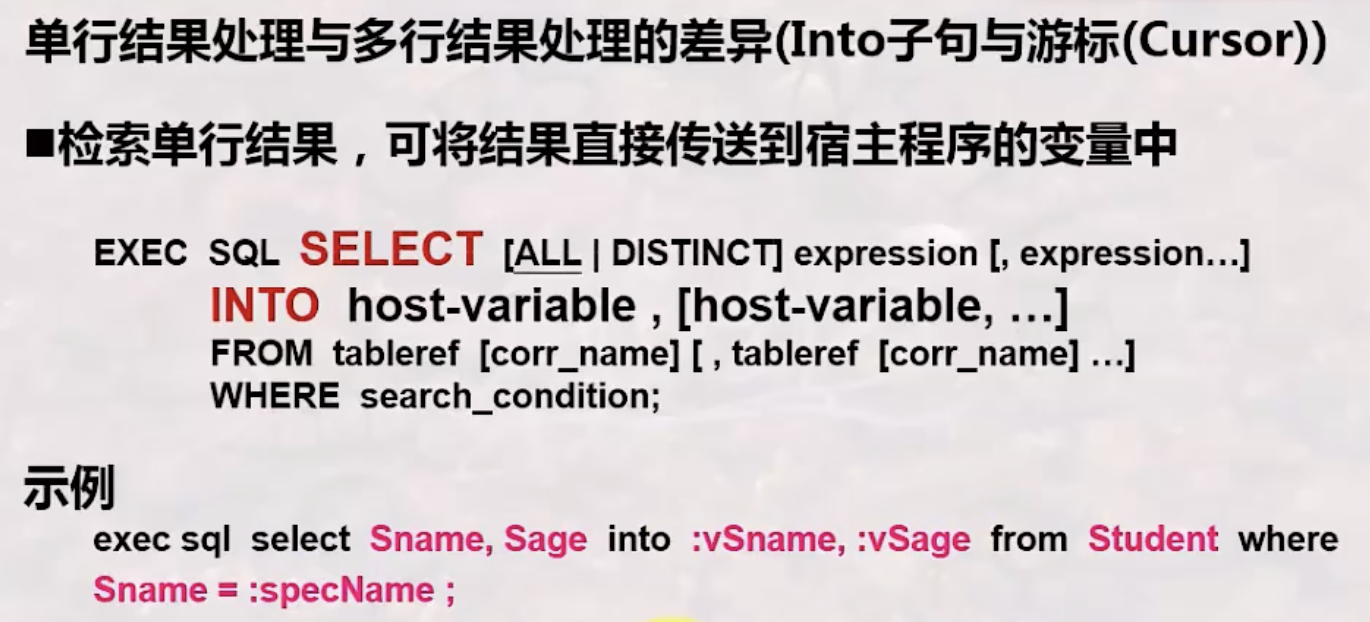 单行结果处理与多行结果处理的差异(Into子句与游标(Cursor))
■检索单行结果，可将结果直接传送到宿主程序的变量中
EXEC SQL SELECT [ALL | DISTINCT] expression [, expression…]
INTO host-variable , [host-variable, …]
FROM tableref [corr_name] [ , tableref [corr_name] …]
WHERE search_condition;
示例
exec sql select Sname, Sage into :vSname, :vSage from Student where
Sname = :specName ;